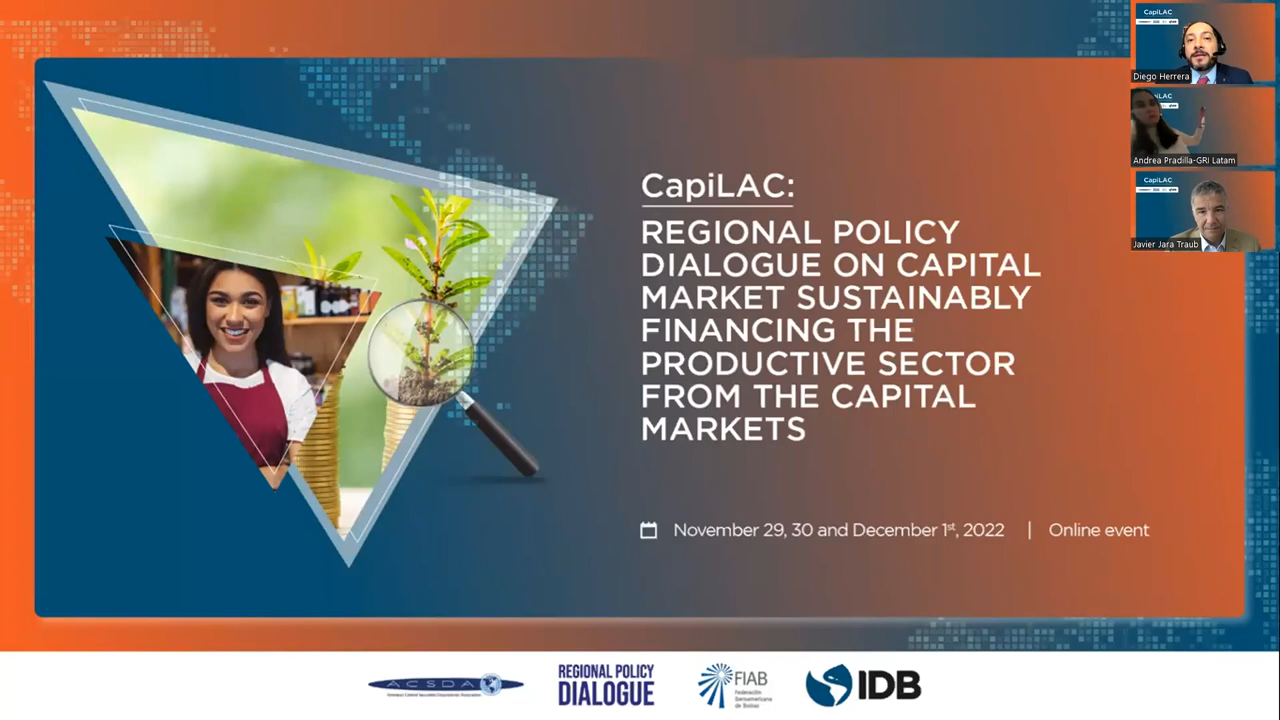 CapiLAC:
REGIONAL POLICY
DIALOGUE ON CAPITAL
MARKET SUSTAINABLY
FINANCING THE
PRODUCTIVE SECTOR
FROM THE CAPITAL
MARKETS
November 29, 30 and December 1st, 2022 | Online event
CapiLAC
Diego Herrera
Andrea Pradilla-GRI Latam
CapiLAC
Javier Jara Traub
ACSDA
REGIONAL POLICY
DIALOGUE
FIAB
Federación
Iberoamericana
de Bolsas
IDB